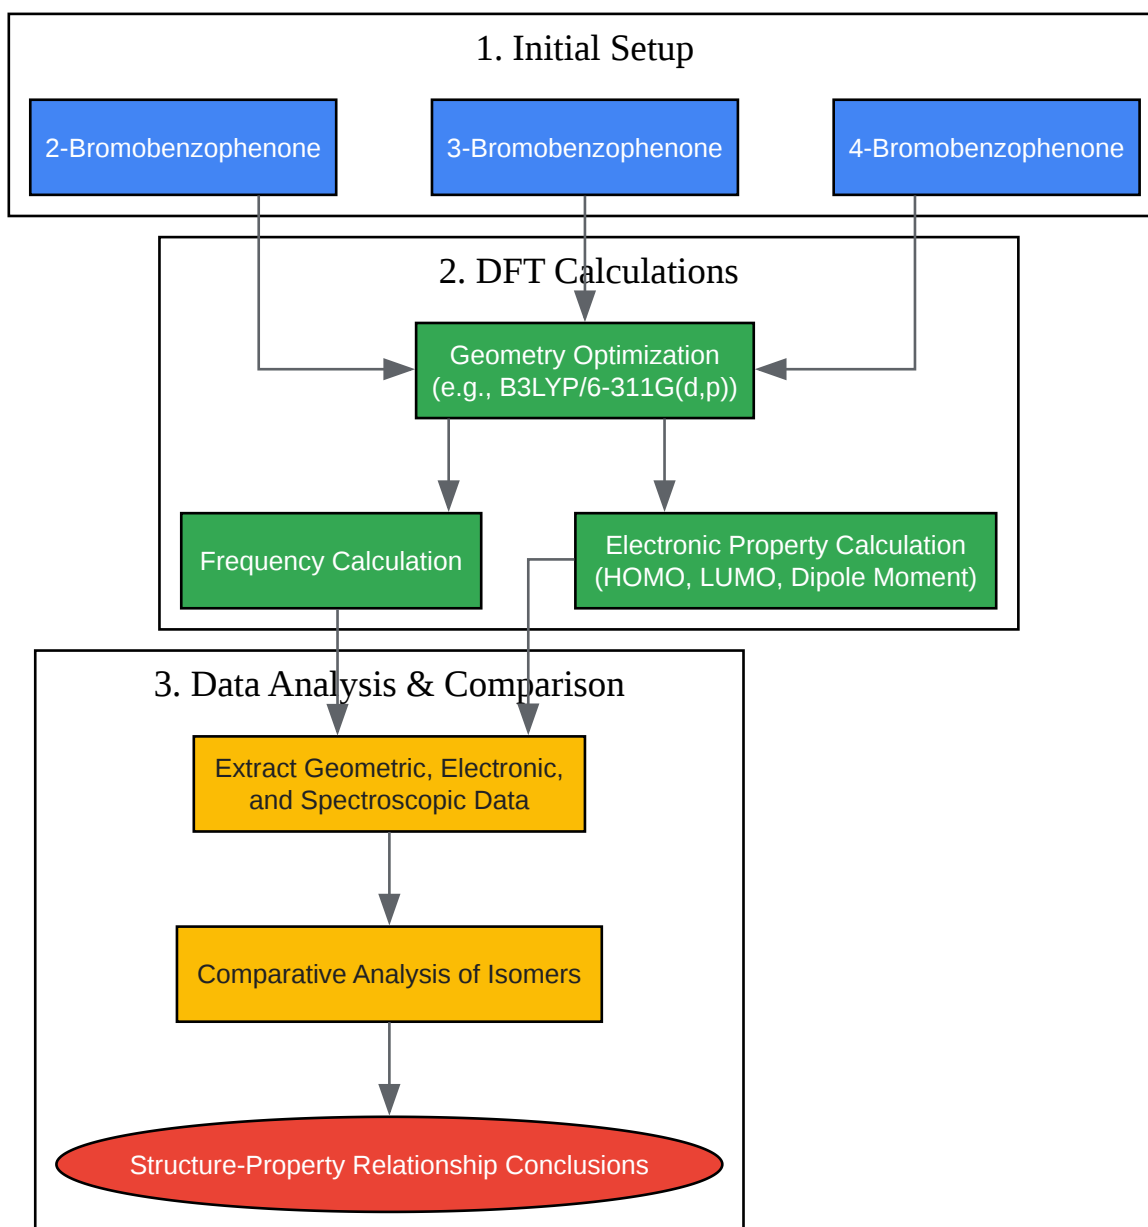 1. Initial Setup
2-Bromobenzophenone
3-Bromobenzophenone
4-Bromobenzophenone
2. DFT Calculations
Geometry Optimization
(e.g., B3LYP/6-311G(d,p))
Frequency Calculation
Electronic Property Calculation
(HOMO, LUMO, Dipole Moment)
3. Data Analysis & Comparison
Extract Geometric, Electronic,
and Spectroscopic Data
Comparative Analysis of Isomers
Structure-Property Relationship Conclusions